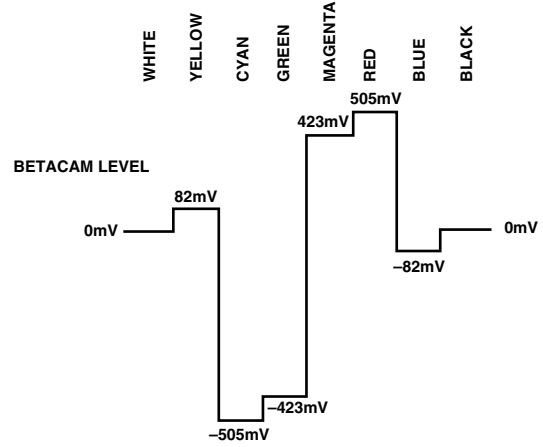 WHITE
YELLOW
CYAN
GREEN
MAGENTA
RED
BLUE
BLACK
505mV
423mV
BETACAM LEVEL
82mV
0mV
0mV
–82mV
–423mV
–505mV